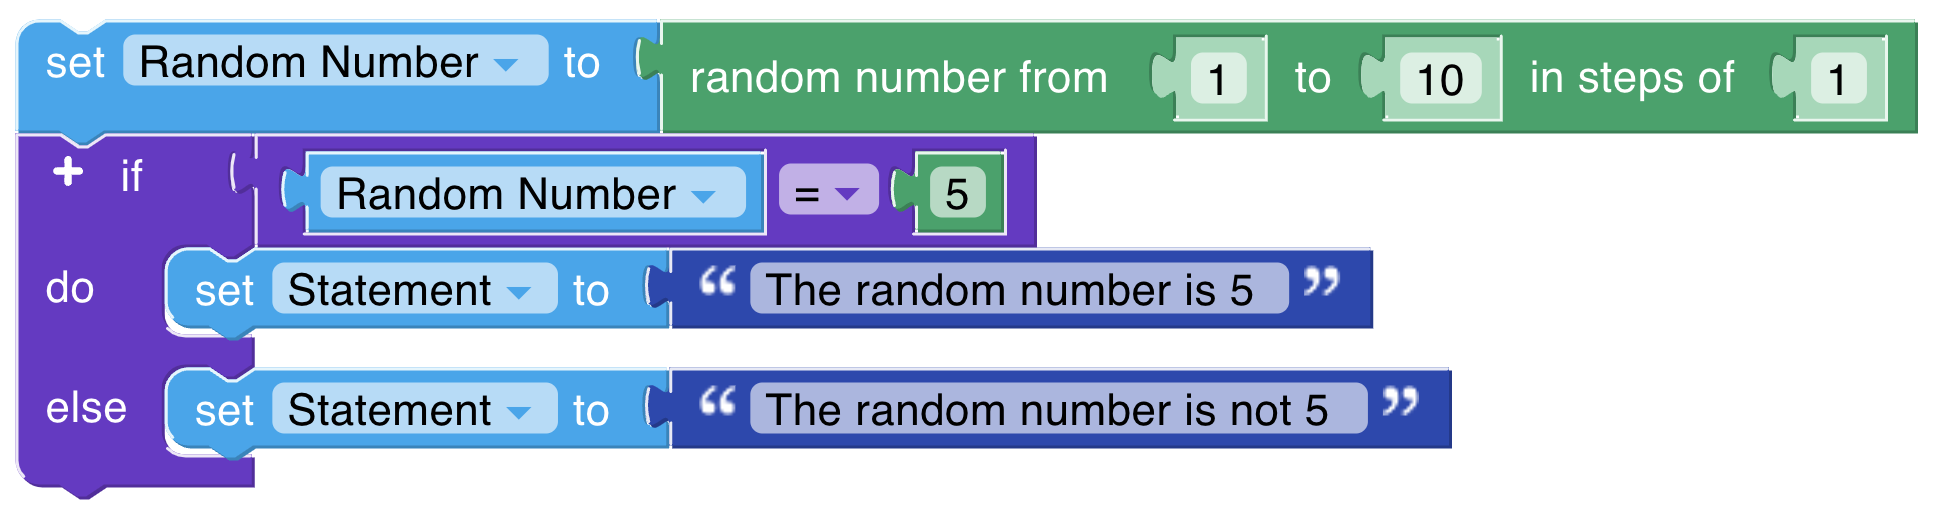 set Random Number to random number from 1 to 10 in steps of 1
+ if Random Number = 5
do set Statement to “ The random number is 5 ”
else set Statement to “ The random number is not 5 ”